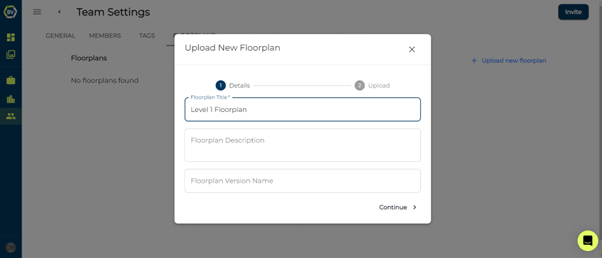 SV
Team Settings
Invite
GENERAL MEMBERS TAGS
Floorplans
No floorplans found
Upload new floorplan
Upload New Floorplan
1 Details
2 Upload
Floorplan Title *
Level 1 Floorplan
Floorplan Description
Floorplan Version Name
Continue